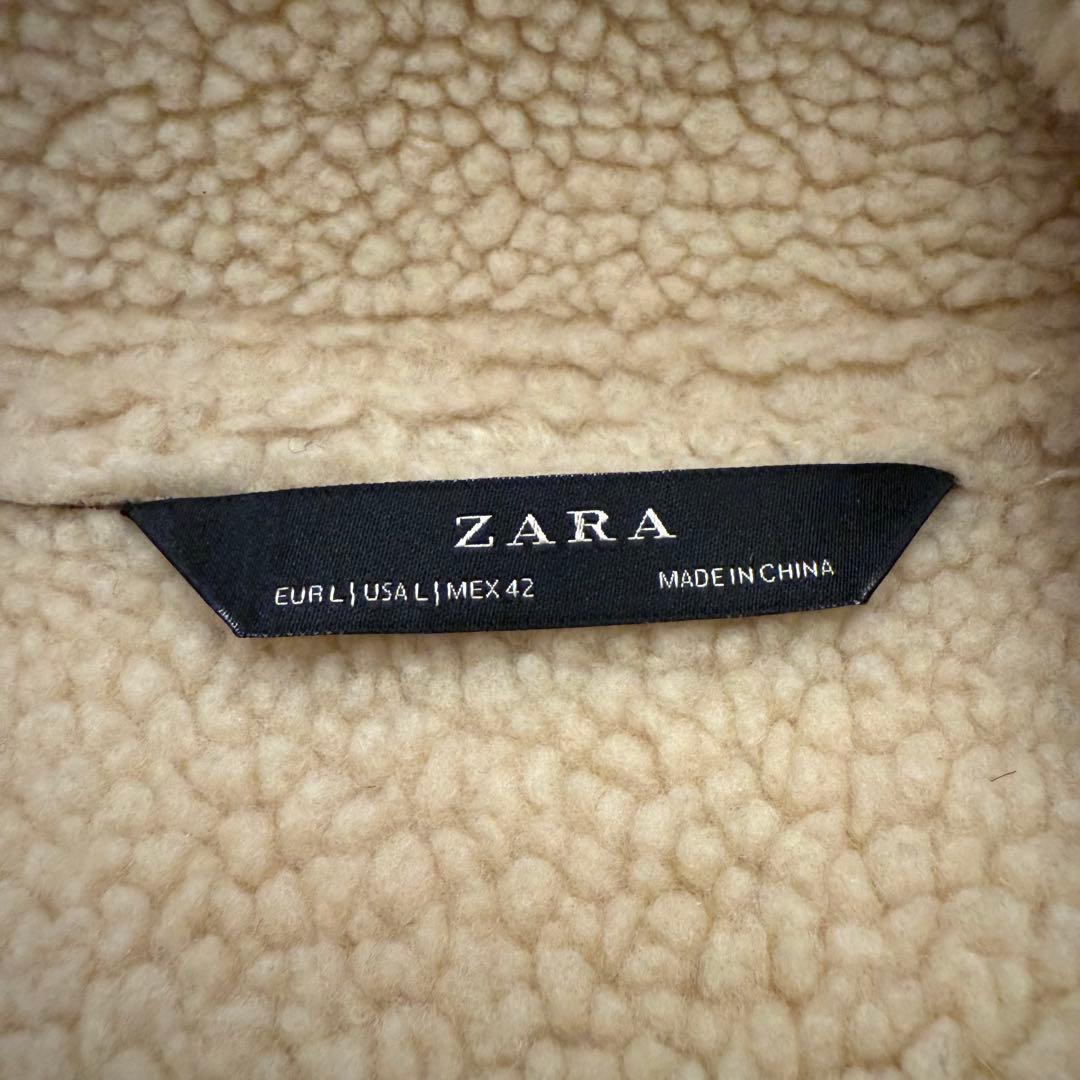 ZARA
EUR L | USA L | MEX 42
MADE IN CHINA